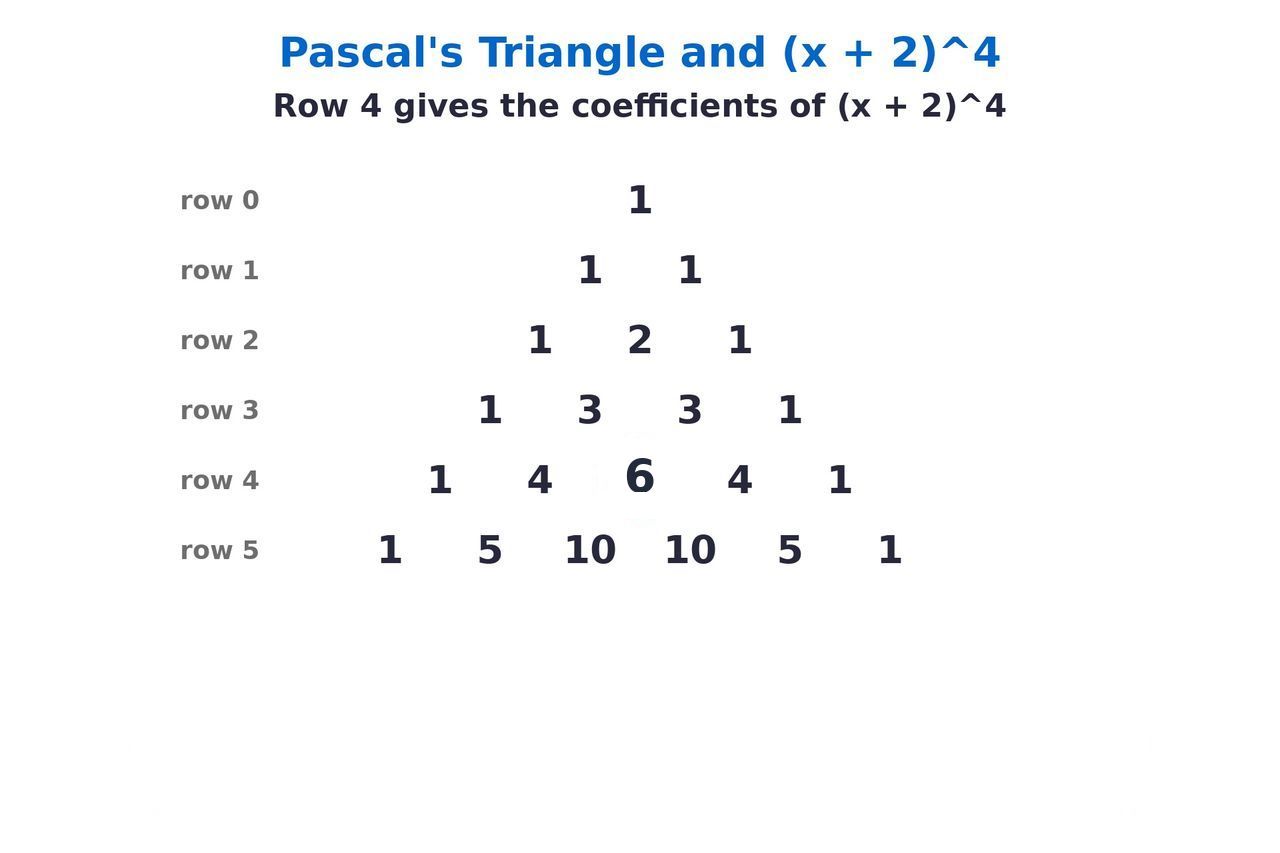 Pascal's Triangle and (x + 2)^4
Row 4 gives the coefficients of (x + 2)^4
row 0 1
row 1 1 1
row 2 1 2 1
row 3 1 3 3 1
row 4 1 4 6 4 1
row 5 1 5 10 10 5 1